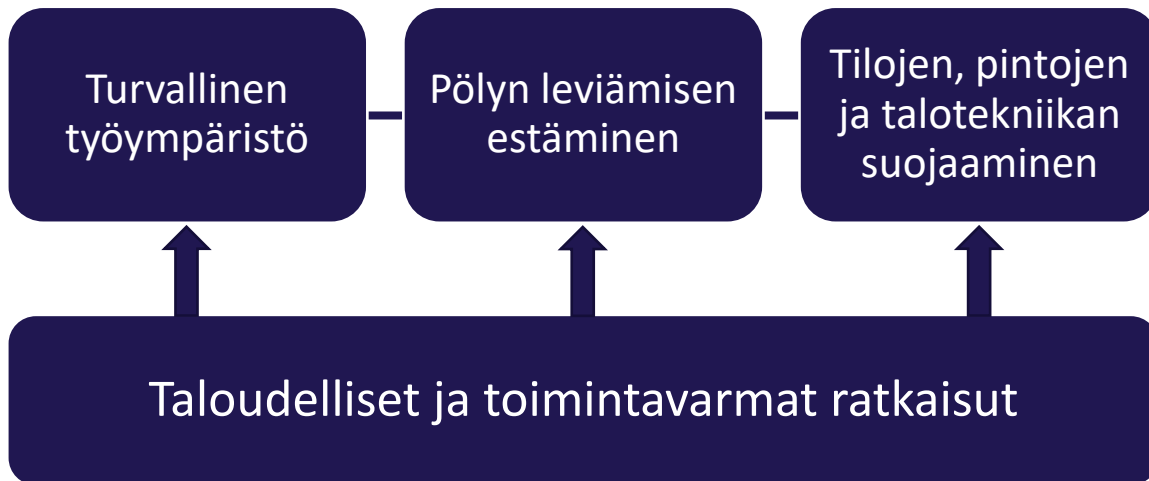 Turvallinen
työympäristö
Pölyn leviämisen
estäminen
Tilojen, pintojen
ja talotekniikan
suojaaminen
Taloudelliset ja toimintavarmat ratkaisut